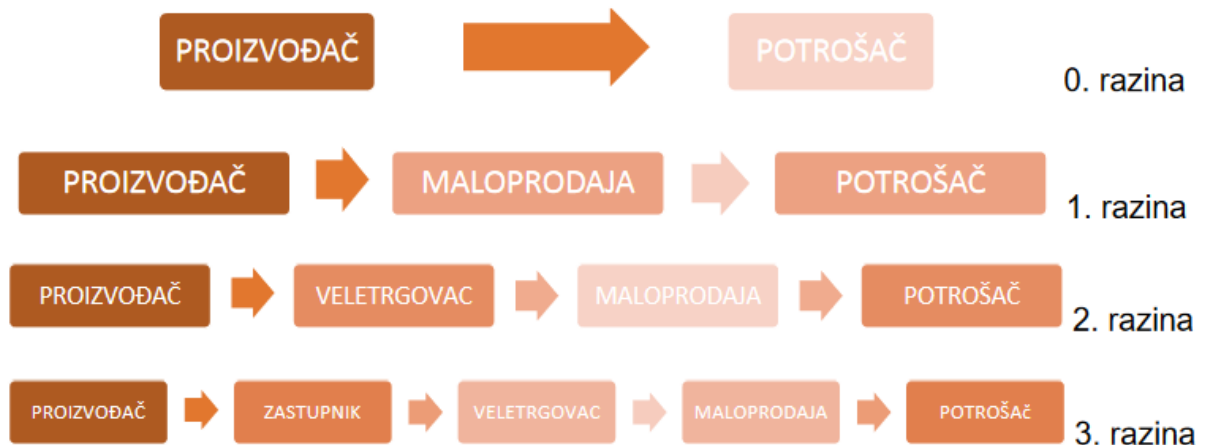 PROIZVOĐAČ POTROŠAČ 0. razina
PROIZVOĐAČ MALOPRODAJA POTROŠAČ 1. razina
PROIZVOĐAČ VELETRGOVAC MALOPRODAJA POTROŠAČ 2. razina
PROIZVOĐAČ ZASTUPNIK VELETRGOVAC MALOPRODAJA POTROŠAč 3. razina